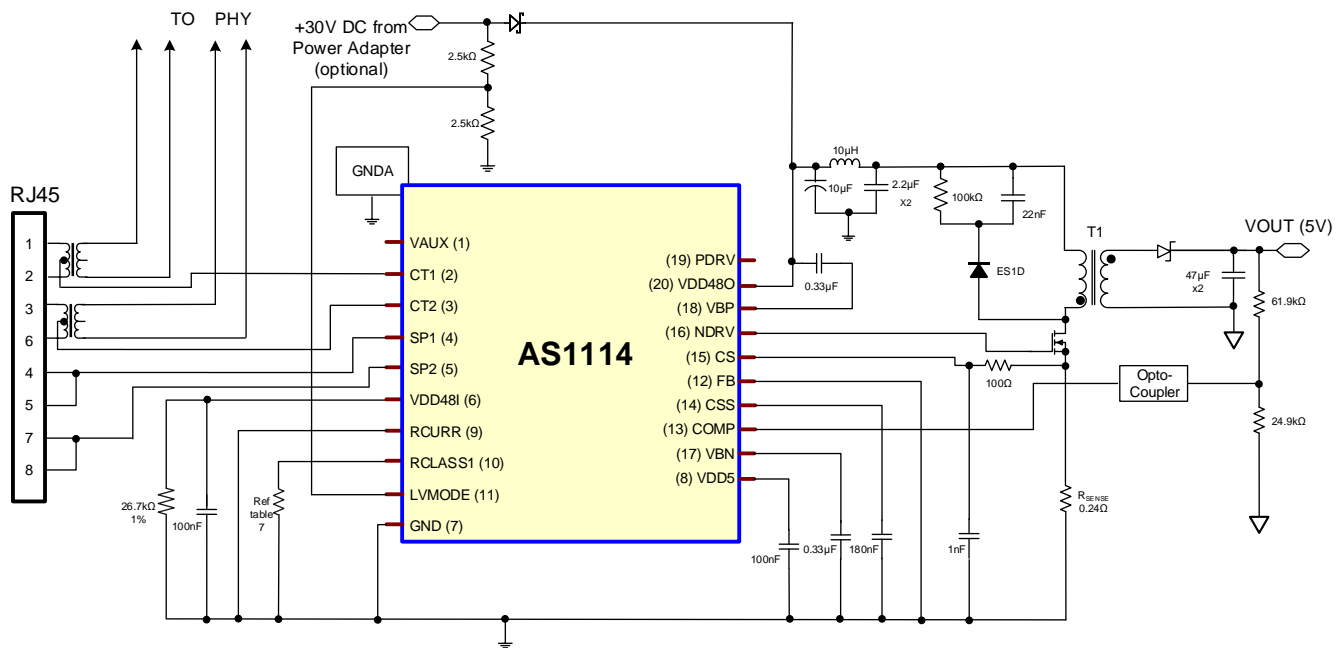 TO PHY
+30V DC from
Power Adapter
(optional)
2.5kΩ
2.5kΩ
GNDA
RJ45
1
2
3
6
4
5
7
8
26.7kΩ
1%
100nF
Ref
table
7
VAUX (1)
CT1 (2)
CT2 (3)
SP1 (4)
SP2 (5)
VDD48I (6)
RCURR (9)
RCLASS1 (10)
LVMODE (11)
GND (7)
AS1114
(19) PDRV
(20) VDD48O
(18) VBP
(16) NDRV
(15) CS
(12) FB
(14) CSS
(13) COMP
(17) VBN
(8) VDD5
10µH
10µF
2.2µF
X2
100kΩ
22nF
0.33µF
ES1D
T1
VOUT (5V)
47µF
x2
61.9kΩ
100Ω
Opto-
Coupler
24.9kΩ
RSENSE
0.24Ω
100nF
0.33µF
180nF
1nF